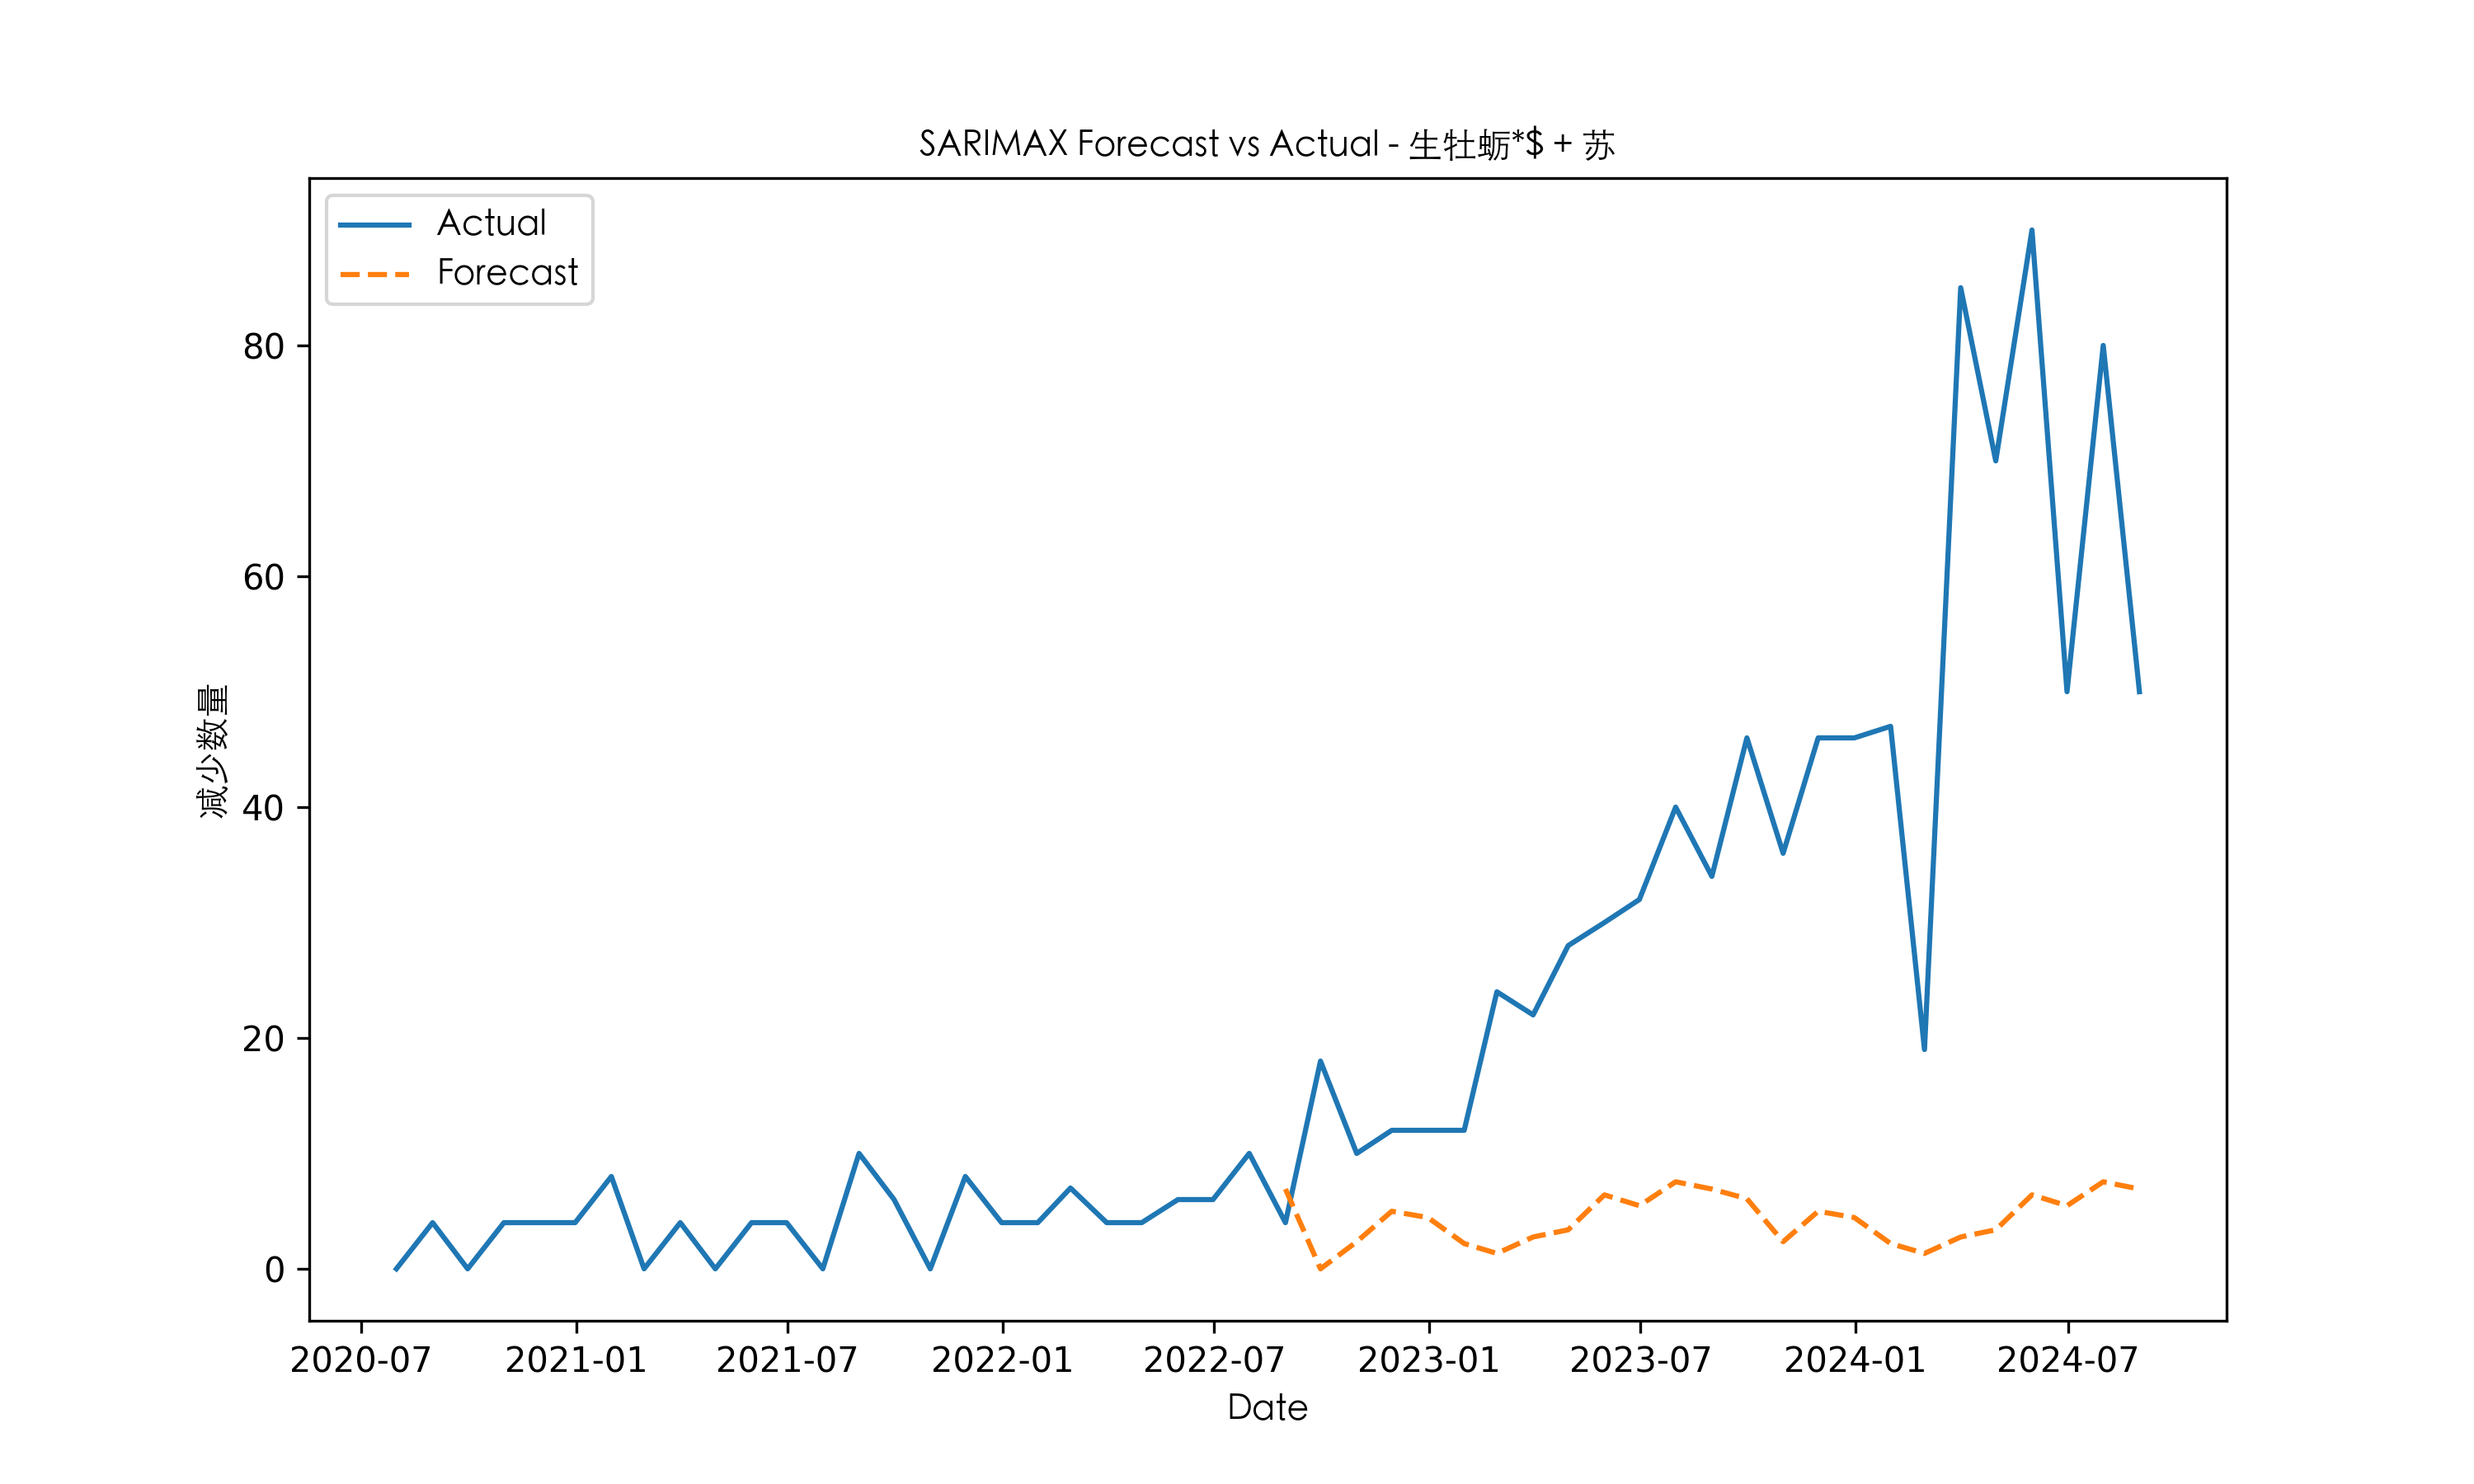 SARIMAX Forecast vs Actual - 生牡蛎*$ + 苏
Actual
Forecast
减少数量
80
60
40
20
0
2020-07 2021-01 2021-07 2022-01 2022-07 2023-01 2023-07 2024-01 2024-07
Date